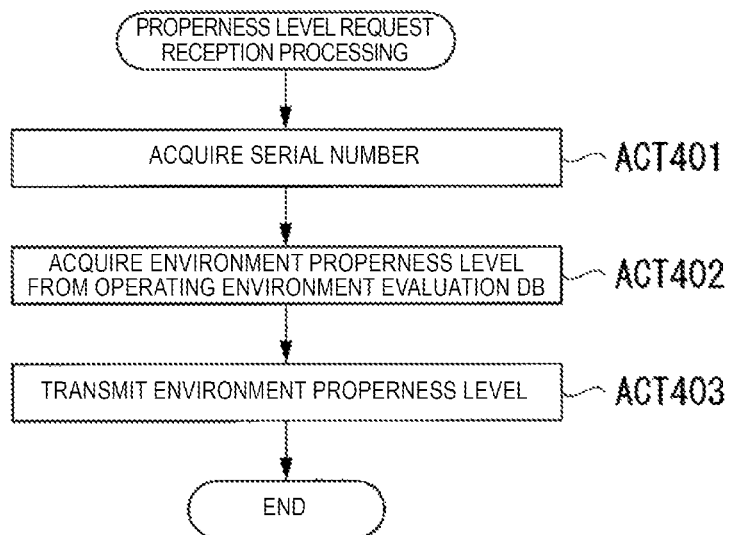 PROPERNESS LEVEL REQUEST
RECEPTION PROCESSING
ACQUIRE SERIAL NUMBER
ACT401
ACQUIRE ENVIRONMENT PROPERNESS LEVEL
FROM OPERATING ENVIRONMENT EVALUATION DB
ACT402
TRANSMIT ENVIRONMENT PROPERNESS LEVEL
ACT403
END